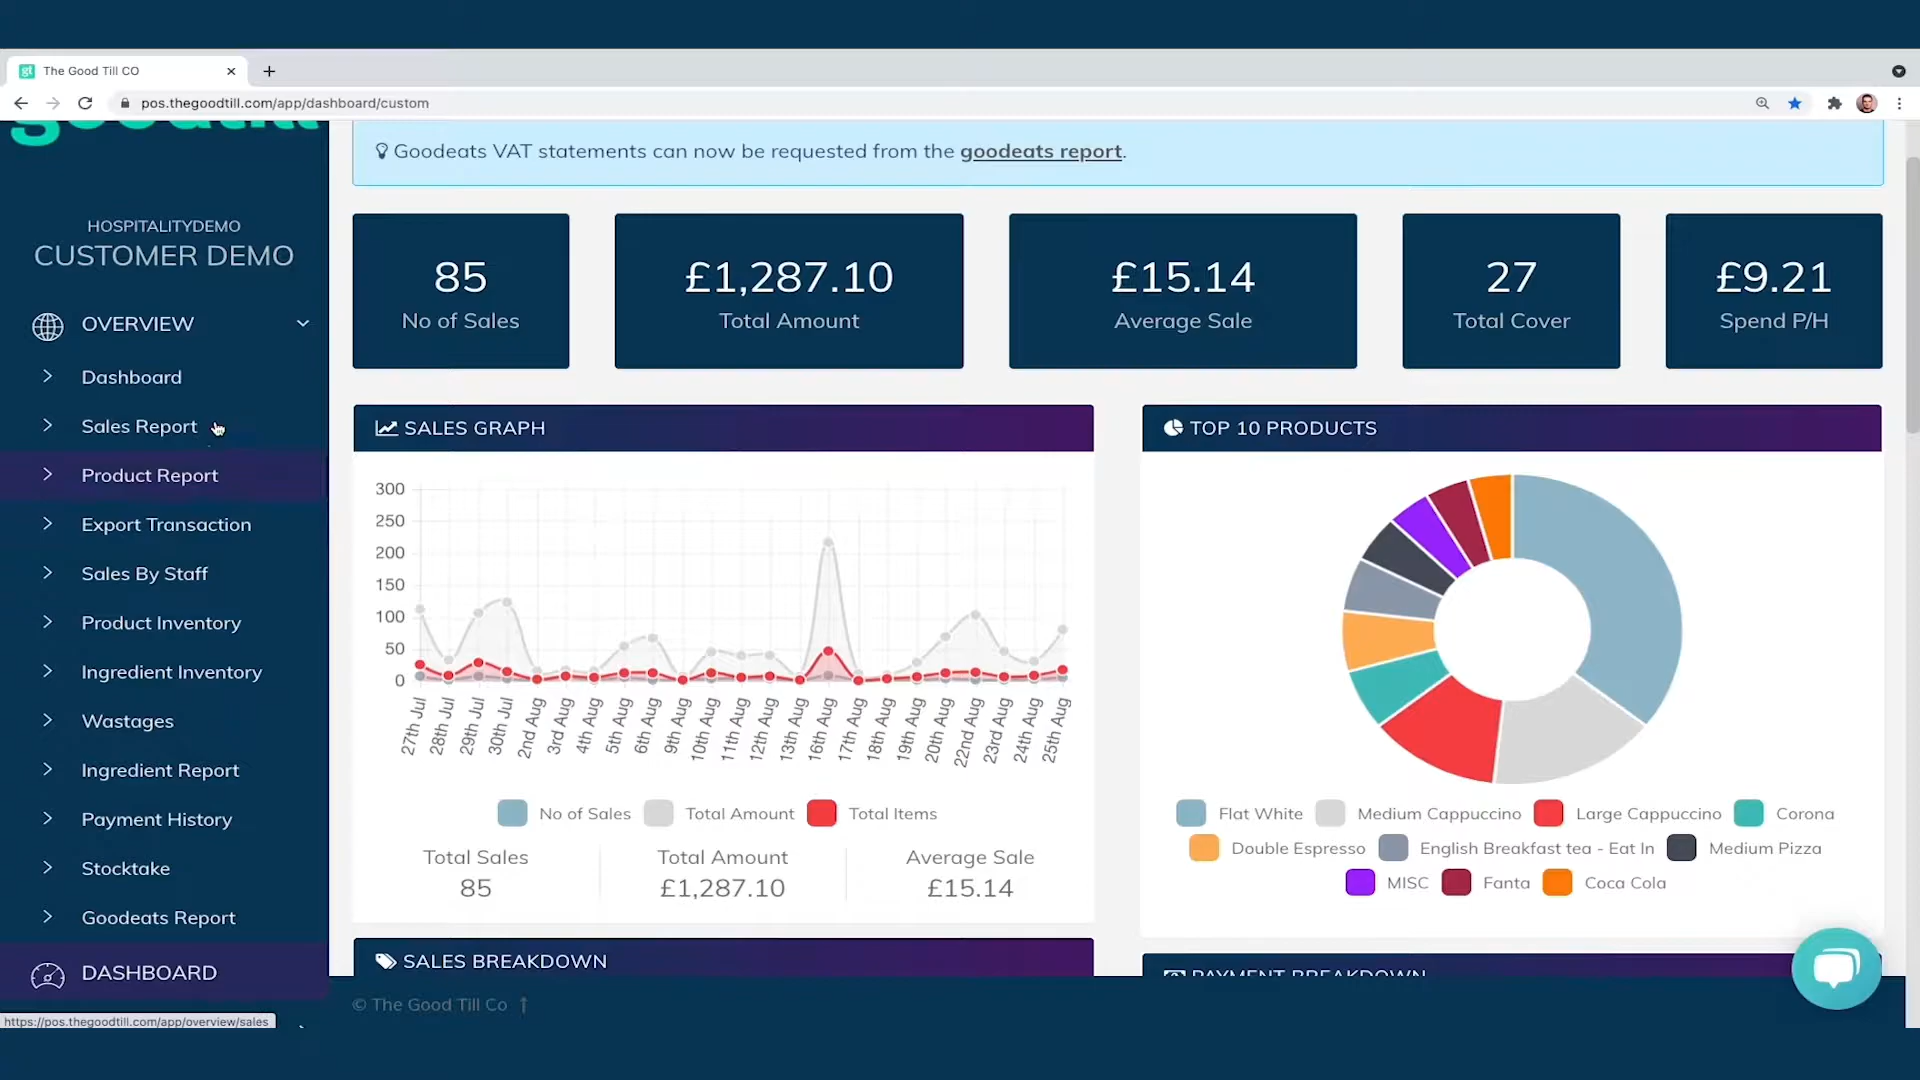 The Good Till CO
pos.thegoodtill.com/app/dashboard/custom
goodtill
HOSPITALITYDEMO
CUSTOMER DEMO
OVERVIEW
Dashboard
Sales Report
Product Report
Export Transaction
Sales By Staff
Product Inventory
Ingredient Inventory
Wastages
Ingredient Report
Payment History
Stocktake
Goodeats Report
DASHBOARD
https://pos.thegoodtill.com/app/overview/sales
Goodeats VAT statements can now be requested from the goodeats report.
85
No of Sales
£1,287.10
Total Amount
£15.14
Average Sale
27
Total Cover
£9.21
Spend P/H
SALES GRAPH
300
250
200
150
100
50
0
27th Jul
28th Jul
29th Jul
30th Jul
2nd Aug
3rd Aug
4th Aug
5th Aug
6th Aug
9th Aug
10th Aug
11th Aug
12th Aug
13th Aug
16th Aug
17th Aug
18th Aug
19th Aug
20th Aug
22nd Aug
23rd Aug
24th Aug
25th Aug
No of Sales Total Amount Total Items
Total Sales
85
Total Amount
£1,287.10
Average Sale
£15.14
TOP 10 PRODUCTS
Flat White Medium Cappuccino Large Cappuccino Corona
Double Espresso English Breakfast tea - Eat In Medium Pizza
MISC Fanta Coca Cola
SALES BREAKDOWN
PAYMENT BREAKDOWN
© The Good Till Co ↑